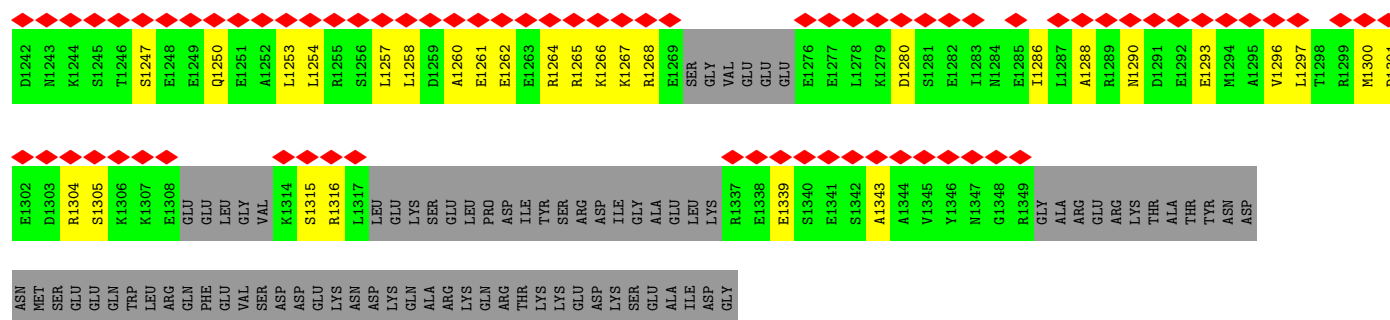 D1242 N1243 K1244 S1245 T1246 S1247 E1248 E1249 Q1250 E1251 A1252 L1253 L1254 R1255 S1256 L1257 L1258 D1259 A1260 E1261 E1262 E1263 R1264 R1265 K1266 K1267 R1268 E1269 SER GLY VAL GLU GLU GLU E1276 E1277 L1278 K1279 D1280 S1281 E1282 I1283 N1284 E1285 I1286 L1287 A1288 R1289 N1290 D1291 E1292 E1293 M1294 A1295 V1296 L1297 T1298 R1299 M1300
E1302 D1303 R1304 S1305 K1306 K1307 E1308 GLU GLU LEU GLY VAL K1314 S1315 R1316 L1317 LEU GLU LYS SER GLU LEU PRO ASP ILE TYR SER ARG ASP ILE GLY ALA GLU LEU LYS R1337 E1338 E1339 S1340 E1341 S1342 A1343 A1344 V1345 Y1346 N1347 G1348 R1349 GLY ALA ARG GLU ARG LYS THR ALA THR TYR ASN ASP
ASN MET SER GLU GLU GLN TRP LEU ARG GLN PHE GLU VAL SER ASP ASP GLU LYS ASN ASP LYS GLN ALA ARG LYS GLN ARG THR LYS LYS GLU ASP LYS SER GLU ALA ILE ASP GLY